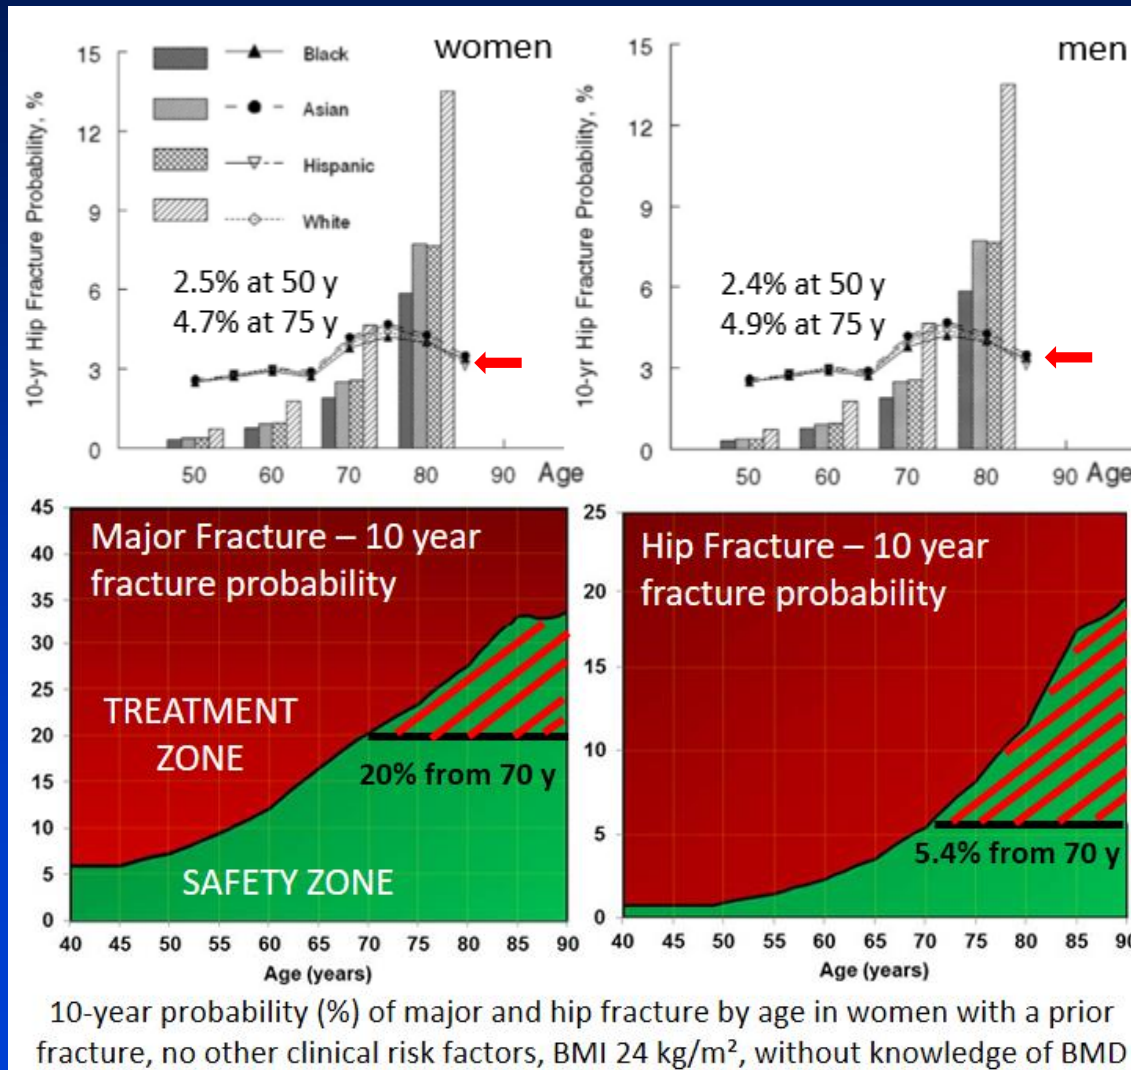 women
10-yr Hip Fracture Probability, %
15
12
9
6
3
0
Black
Asian
Hispanic
White
2.5% at 50 y
4.7% at 75 y
50 60 70 80 90 Age
men
10-yr Hip Fracture Probability, %
15
12
9
6
3
0
2.4% at 50 y
4.9% at 75 y
50 60 70 80 90 Age
45
40
35
30
25
20
15
10
5
0
Major Fracture – 10 year
fracture probability
TREATMENT
ZONE
20% from 70 y
SAFETY ZONE
40 45 50 55 60 65 70 75 80 85 90
Age (years)
25
20
15
10
5
0
Hip Fracture – 10 year
fracture probability
5.4% from 70 y
40 45 50 55 60 65 70 75 80 85 90
Age (years)
10-year probability (%) of major and hip fracture by age in women with a prior
fracture, no other clinical risk factors, BMI 24 kg/m², without knowledge of BMD